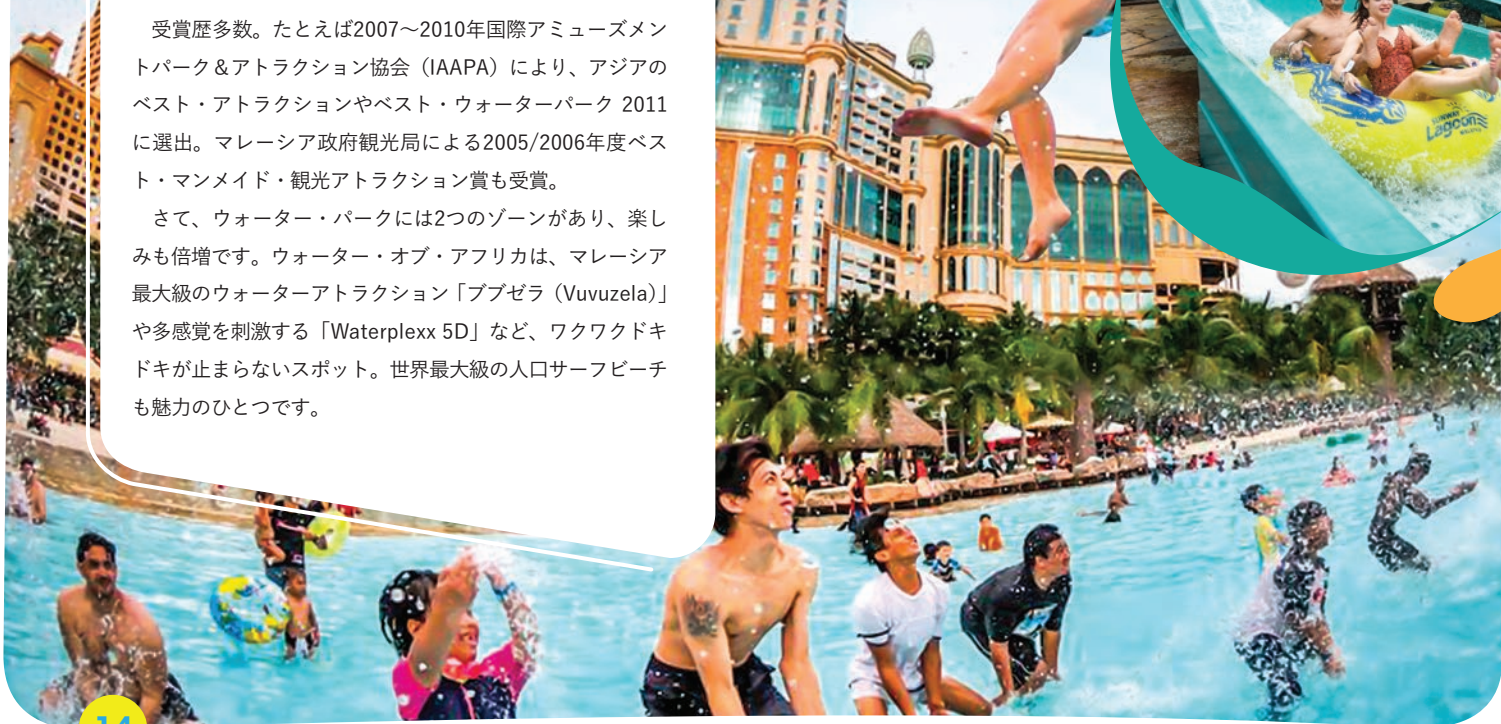 受賞歴多数。たとえば2007〜2010年国際アミューズメン
トパーク＆アトラクション協会（IAAPA）により、アジアの
ベスト・アトラクションやベスト・ウォーターパーク 2011
に選出。マレーシア政府観光局による2005/2006年度ベス
ト・マンメイド・観光アトラクション賞も受賞。
さて、ウォーター・パークには2つのゾーンがあり、楽し
みも倍増です。ウォーター・オブ・アフリカは、マレーシア
最大級のウォーターアトラクション「ブブゼラ（Vuvuzela）」
や多感覚を刺激する「Waterplexx 5D」など、ワクワクドキ
ドキが止まらないスポット。世界最大級の人口サーフビーチ
も魅力のひとつです。
SUNWAY
Lagoon
MALAYSIA
14